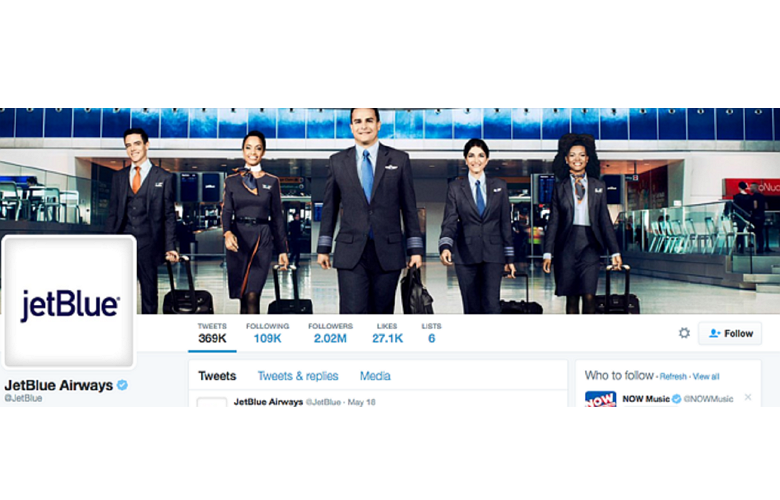 jetBlue
TWEETS FOLLOWING FOLLOWERS LIKES LISTS
369K 109K 2.02M 27.1K 6
Follow
JetBlue Airways
@JetBlue
Tweets Tweets & replies Media
JetBlue Airways @JetBlue · May 18
Who to follow · Refresh · View all
NOW
NOW Music @NOWMusic